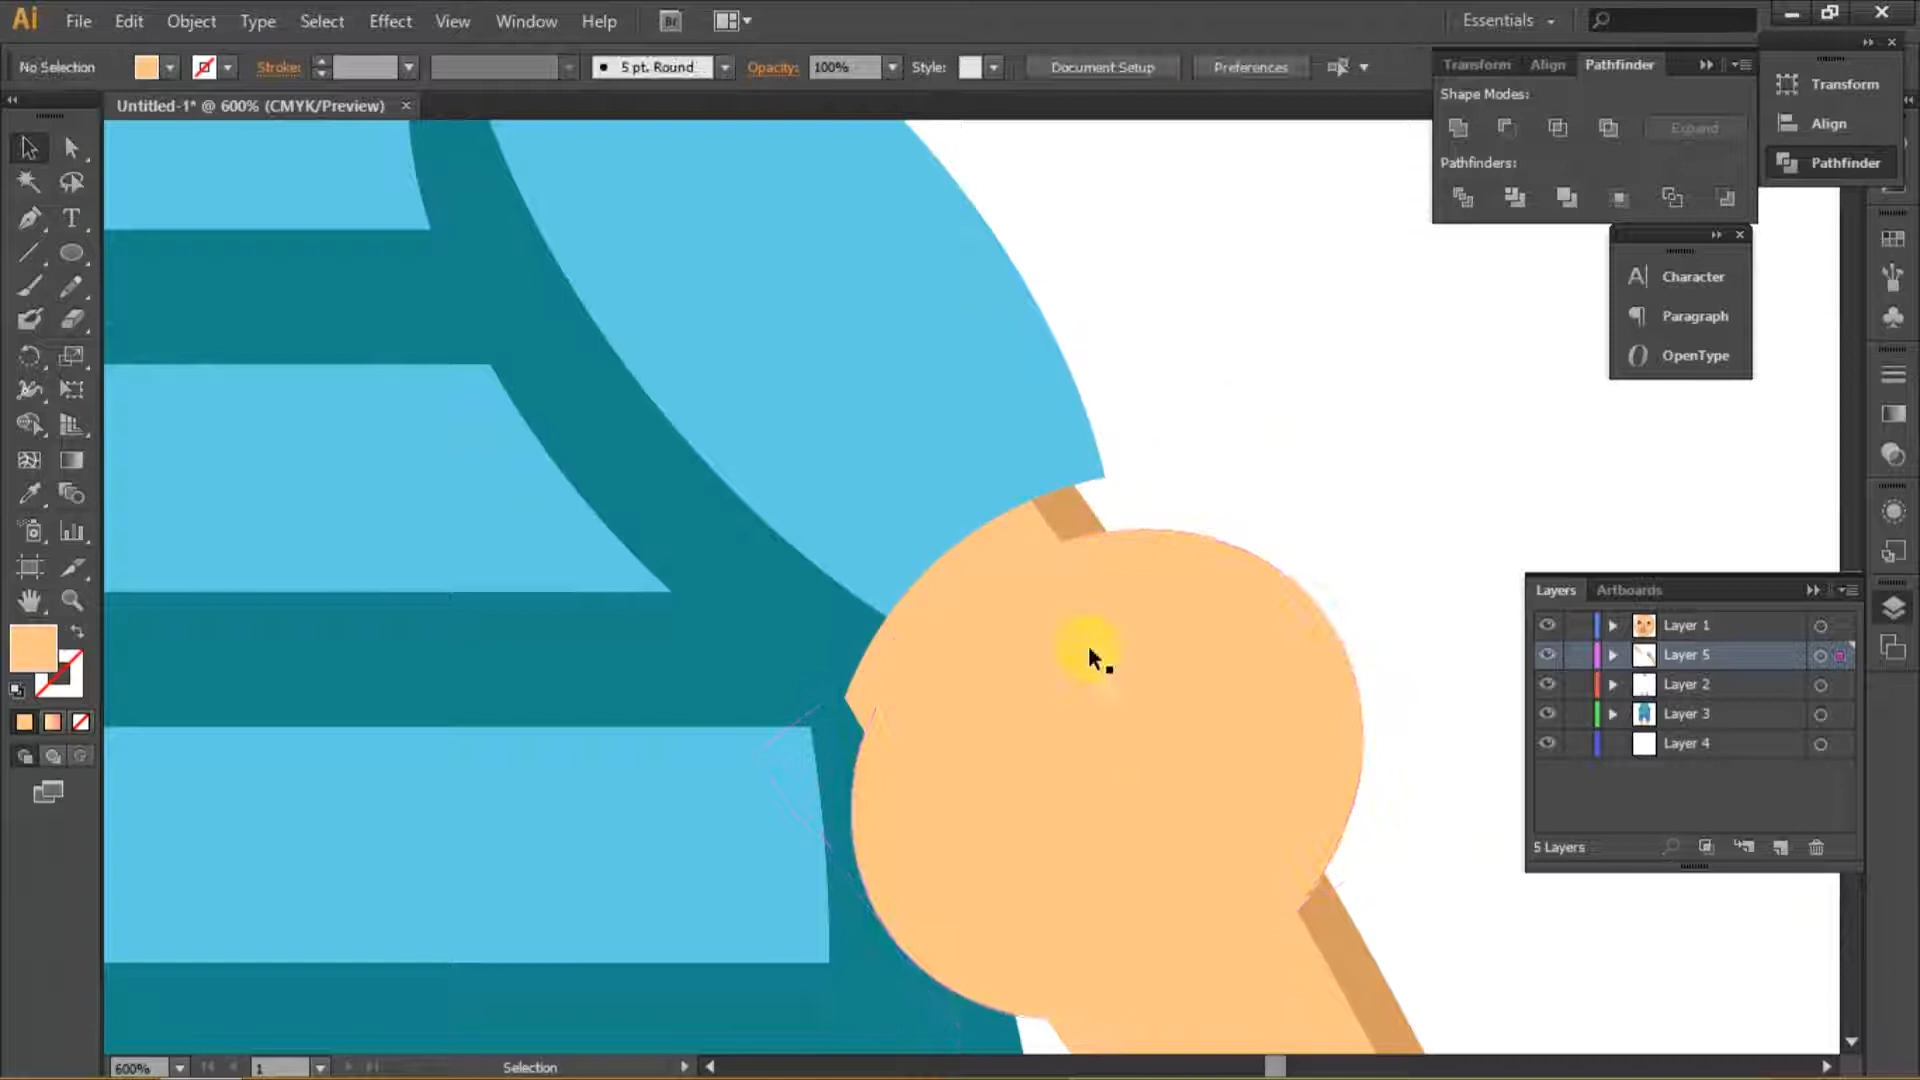 Ai File Edit Object Type Select Effect View Window Help Br Essentials
No Selection Stroke: 5 pt. Round Opacity: 100% Style: Document Setup Preferences
Untitled-1* @ 600% (CMYK/Preview) ×
Transform Align Pathfinder
Shape Modes:
Expand
Pathfinders:
Transform
Align
Pathfinder
Character
Paragraph
OpenType
Layers Artboards
Layer 1
Layer 5
Layer 2
Layer 3
Layer 4
5 Layers
600% 1 Selection